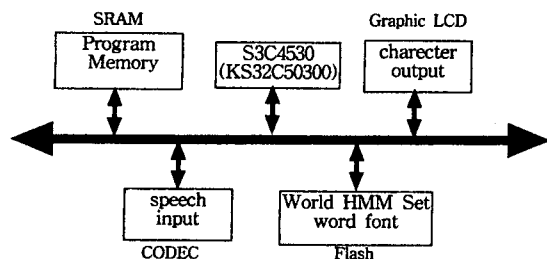 SRAM
Program
Memory
S3C4530
(KS32C50300)
Graphic LCD
charecter
output
speech
input
CODEC
World HMM Set
word font
Flash